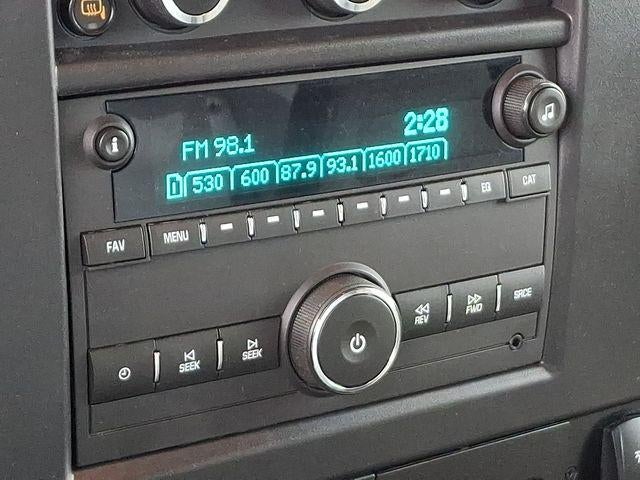 2:28
FM 98.1
1 530 600 87.9 93.1 1600 1710
i
FAV MENU EQ CAT
REV FWD SRCE
SEEK SEEK